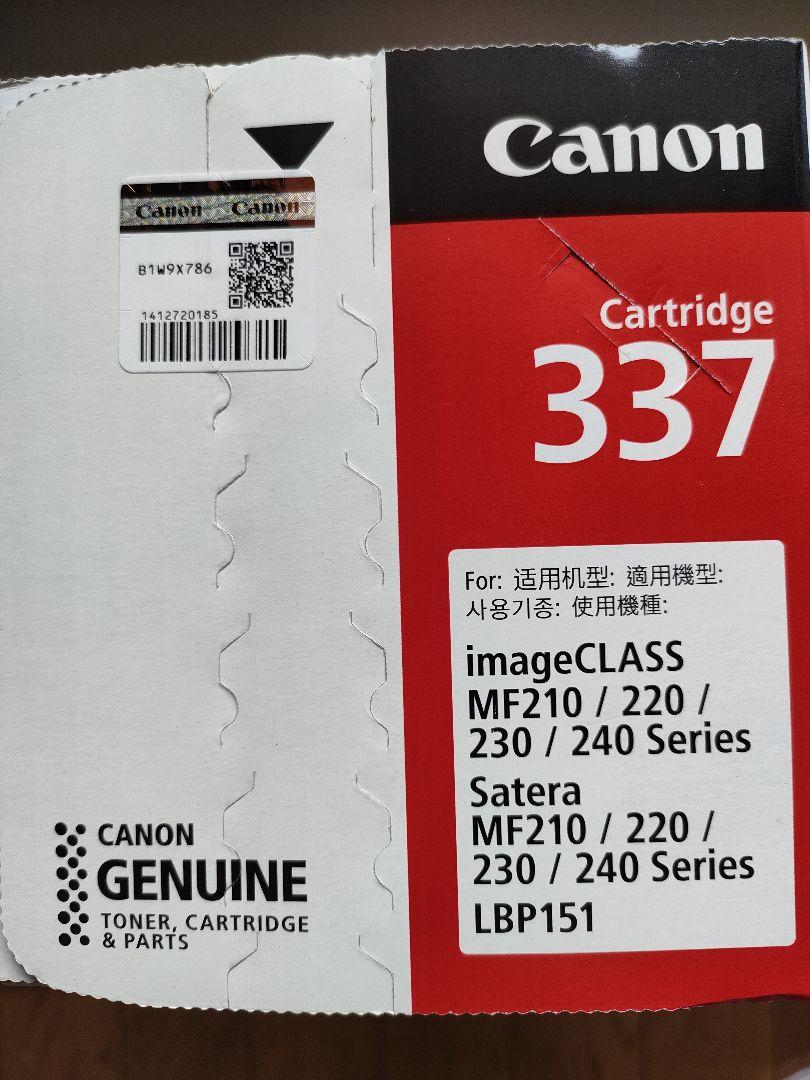 Canon
Canon Canon
B1W9X786
1412720185
Cartridge
337
For: 适用机型: 適用機型:
사용기종: 使用機種:
imageCLASS
MF210 / 220 /
230 / 240 Series
Satera
MF210 / 220 /
230 / 240 Series
LBP151
CANON
GENUINE
TONER, CARTRIDGE
& PARTS